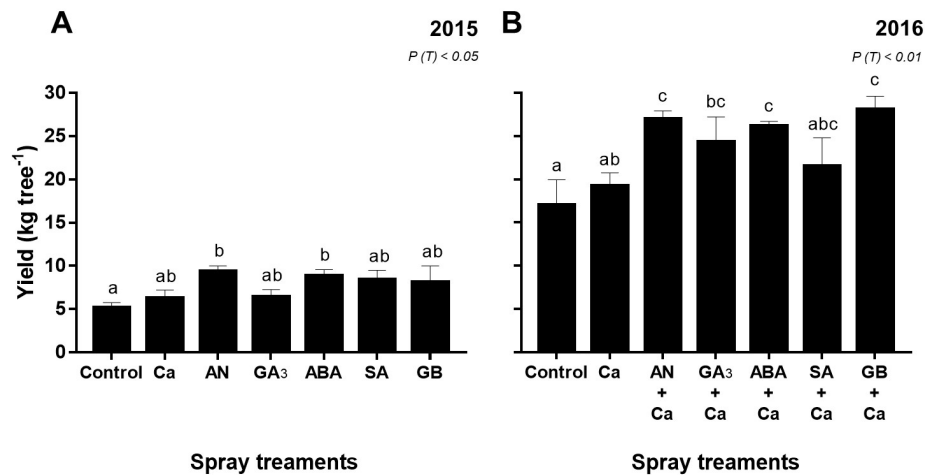 A
2015
P (T) < 0.05
Yield (kg tree⁻¹)
30
25
20
15
10
5
0
a
ab
b
ab
b
ab
ab
Control Ca AN GA₃ ABA SA GB
Spray treaments
B
2016
P (T) < 0.01
a
ab
c
bc
c
abc
c
Control Ca AN GA₃ ABA SA GB
+ + + + +
Ca Ca Ca Ca Ca
Spray treaments